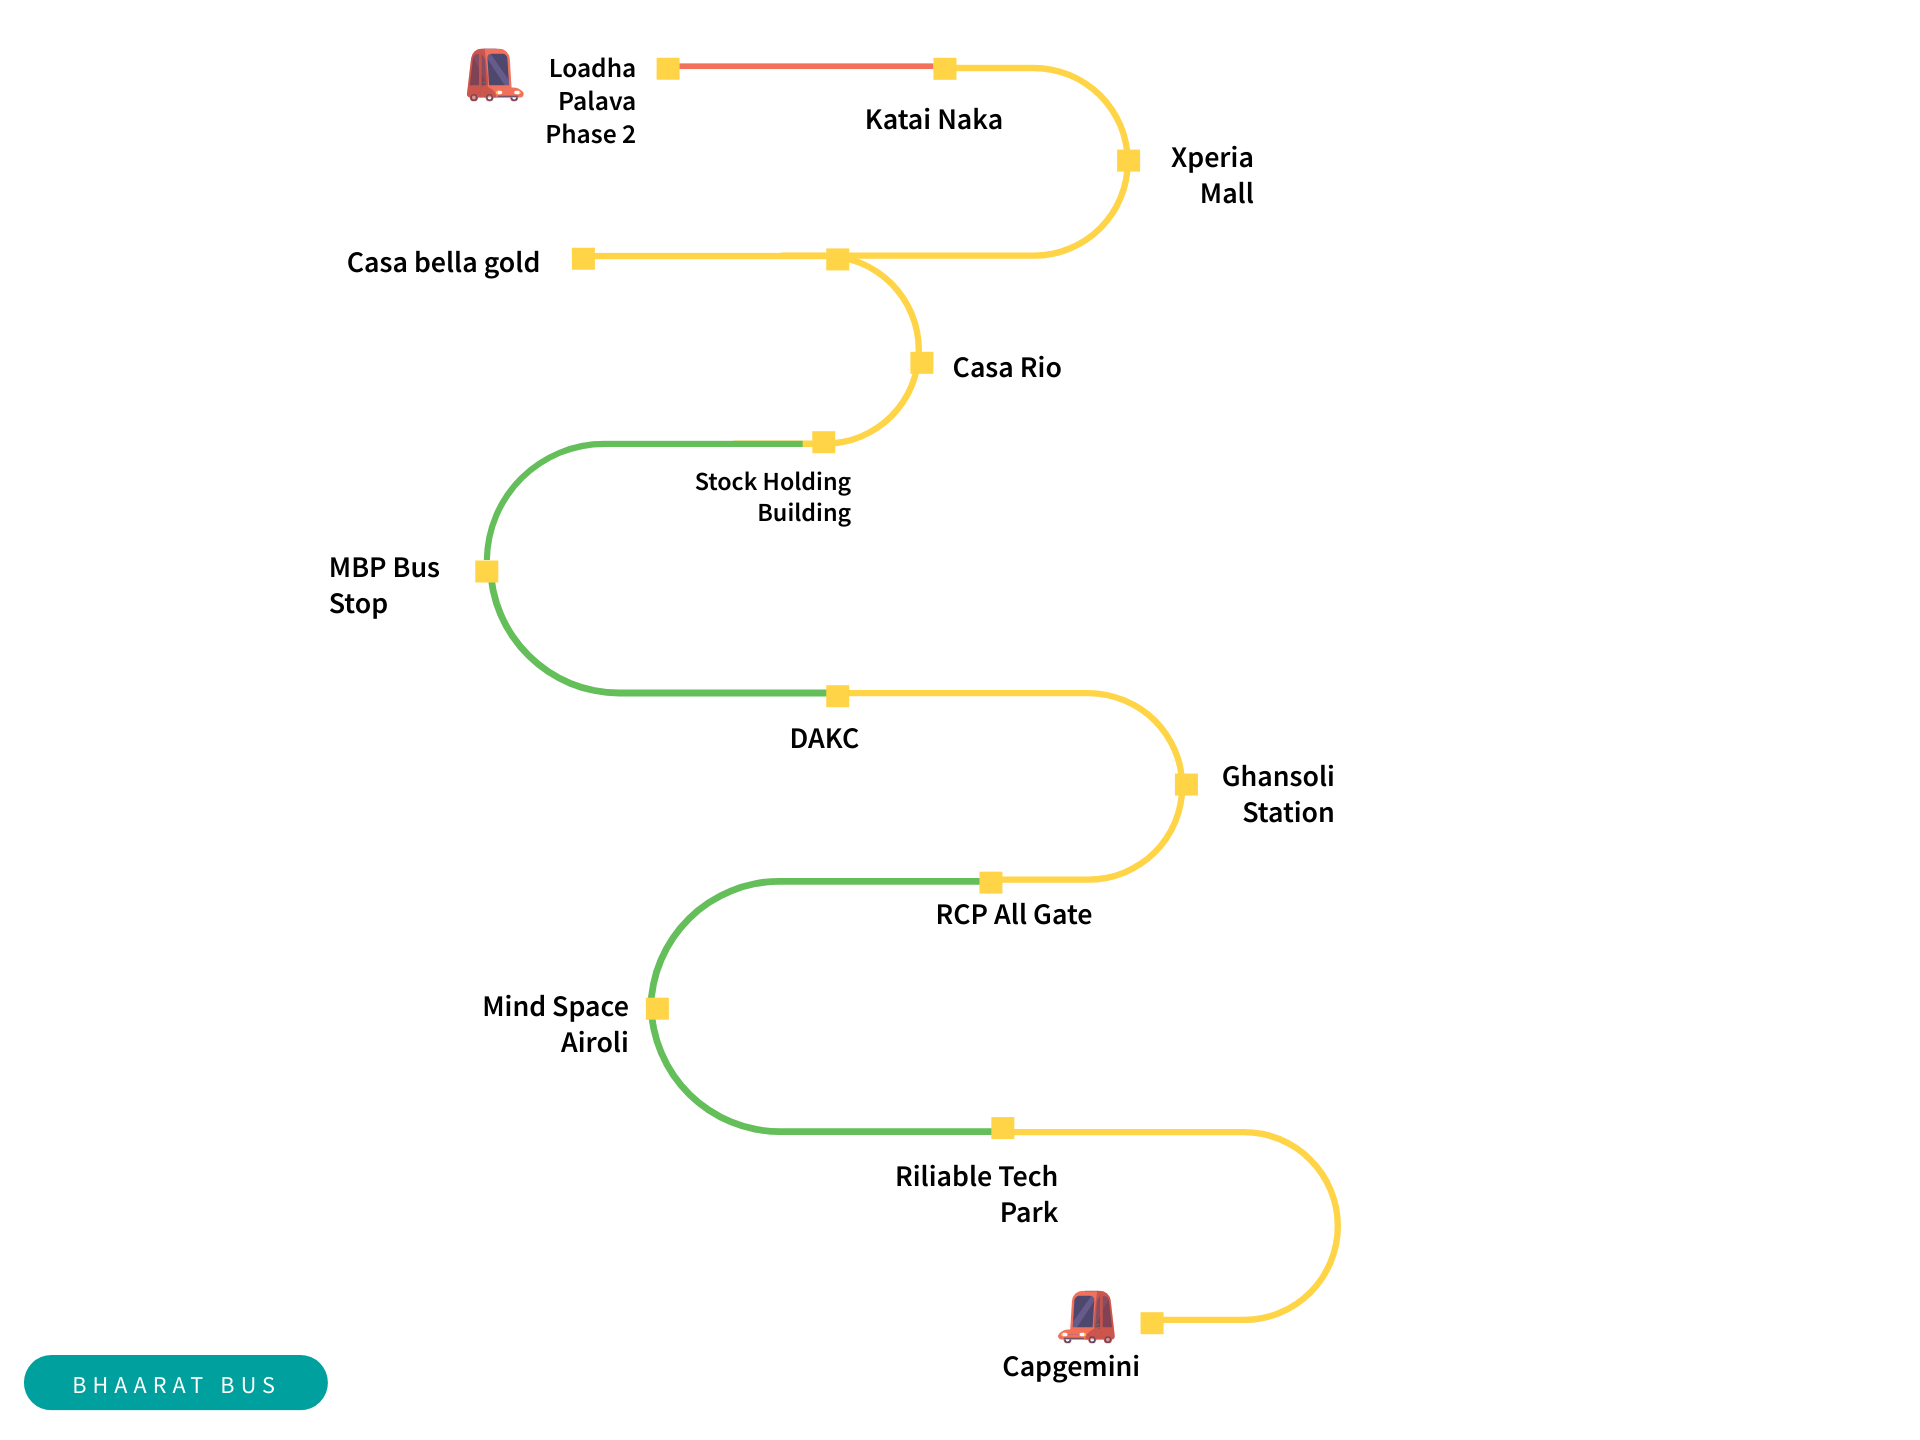 Loadha
Palava
Phase 2
Katai Naka
Xperia
Mall
Casa bella gold
Casa Rio
Stock Holding
Building
MBP Bus
Stop
DAKC
Ghansoli
Station
RCP All Gate
Mind Space
Airoli
Riliable Tech
Park
Capgemini
BHAARAT BUS